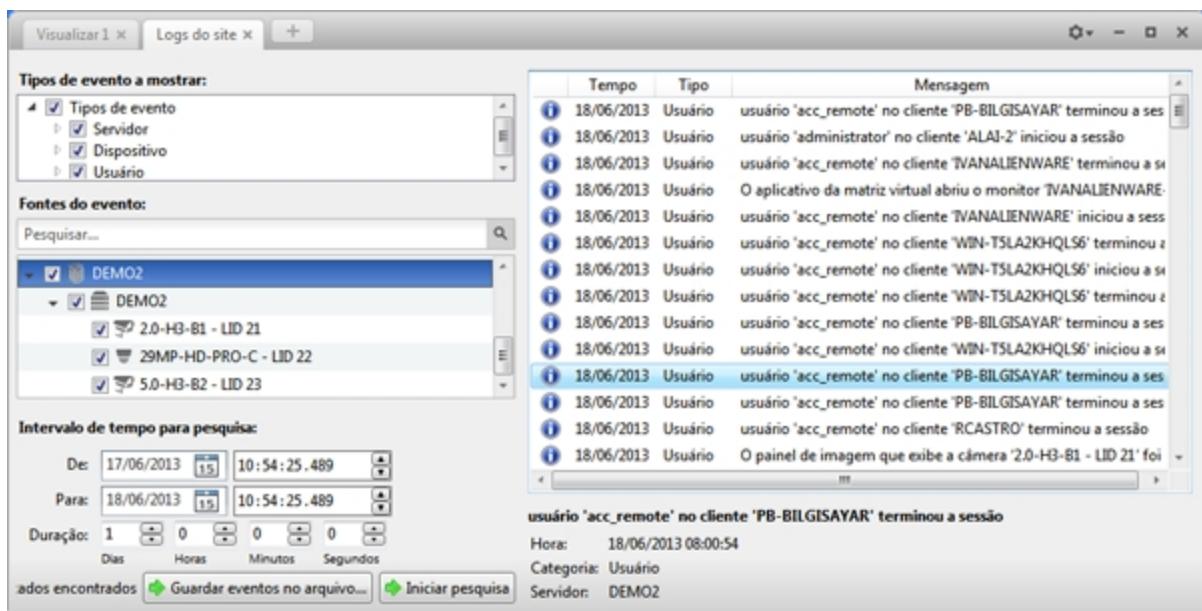 Visualizar 1
Logs do site
Tipos de evento a mostrar:
Tipos de evento
Servidor
Dispositivo
Usuário
Fontes do evento:
Pesquisar...
DEMO2
DEMO2
2.0-H3-B1 - LID 21
29MP-HD-PRO-C - LID 22
5.0-H3-B2 - LID 23
Intervalo de tempo para pesquisa:
De: 17/06/2013 15 10:54:25.489
Para: 18/06/2013 15 10:54:25.489
Duração: 1 0 0 0
Dias Horas Minutos Segundos
ados encontrados Guardar eventos no arquivo... Iniciar pesquisa
Tempo Tipo Mensagem
18/06/2013 Usuário usuário 'acc_remote' no cliente 'PB-BILGISAYAR' terminou a ses
18/06/2013 Usuário usuário 'administrator' no cliente 'ALAI-2' iniciou a sessão
18/06/2013 Usuário usuário 'acc_remote' no cliente 'IVANALIENWARE' terminou a se
18/06/2013 Usuário O aplicativo da matriz virtual abriu o monitor 'IVANALIENWARE-
18/06/2013 Usuário usuário 'acc_remote' no cliente 'IVANALIENWARE' iniciou a sess
18/06/2013 Usuário usuário 'acc_remote' no cliente 'WIN-T5LA2KHQLS6' terminou a
18/06/2013 Usuário usuário 'acc_remote' no cliente 'WIN-T5LA2KHQLS6' iniciou a se
18/06/2013 Usuário usuário 'acc_remote' no cliente 'WIN-T5LA2KHQLS6' terminou a
18/06/2013 Usuário usuário 'acc_remote' no cliente 'PB-BILGISAYAR' terminou a ses
18/06/2013 Usuário usuário 'acc_remote' no cliente 'WIN-T5LA2KHQLS6' iniciou a se
18/06/2013 Usuário usuário 'acc_remote' no cliente 'PB-BILGISAYAR' terminou a ses
18/06/2013 Usuário usuário 'acc_remote' no cliente 'PB-BILGISAYAR' terminou a ses
18/06/2013 Usuário usuário 'acc_remote' no cliente 'RCASTRO' terminou a sessão
18/06/2013 Usuário O painel de imagem que exibe a câmera '2.0-H3-B1 - LID 21' foi
usuário 'acc_remote' no cliente 'PB-BILGISAYAR' terminou a sessão
Hora: 18/06/2013 08:00:54
Categoria: Usuário
Servidor: DEMO2